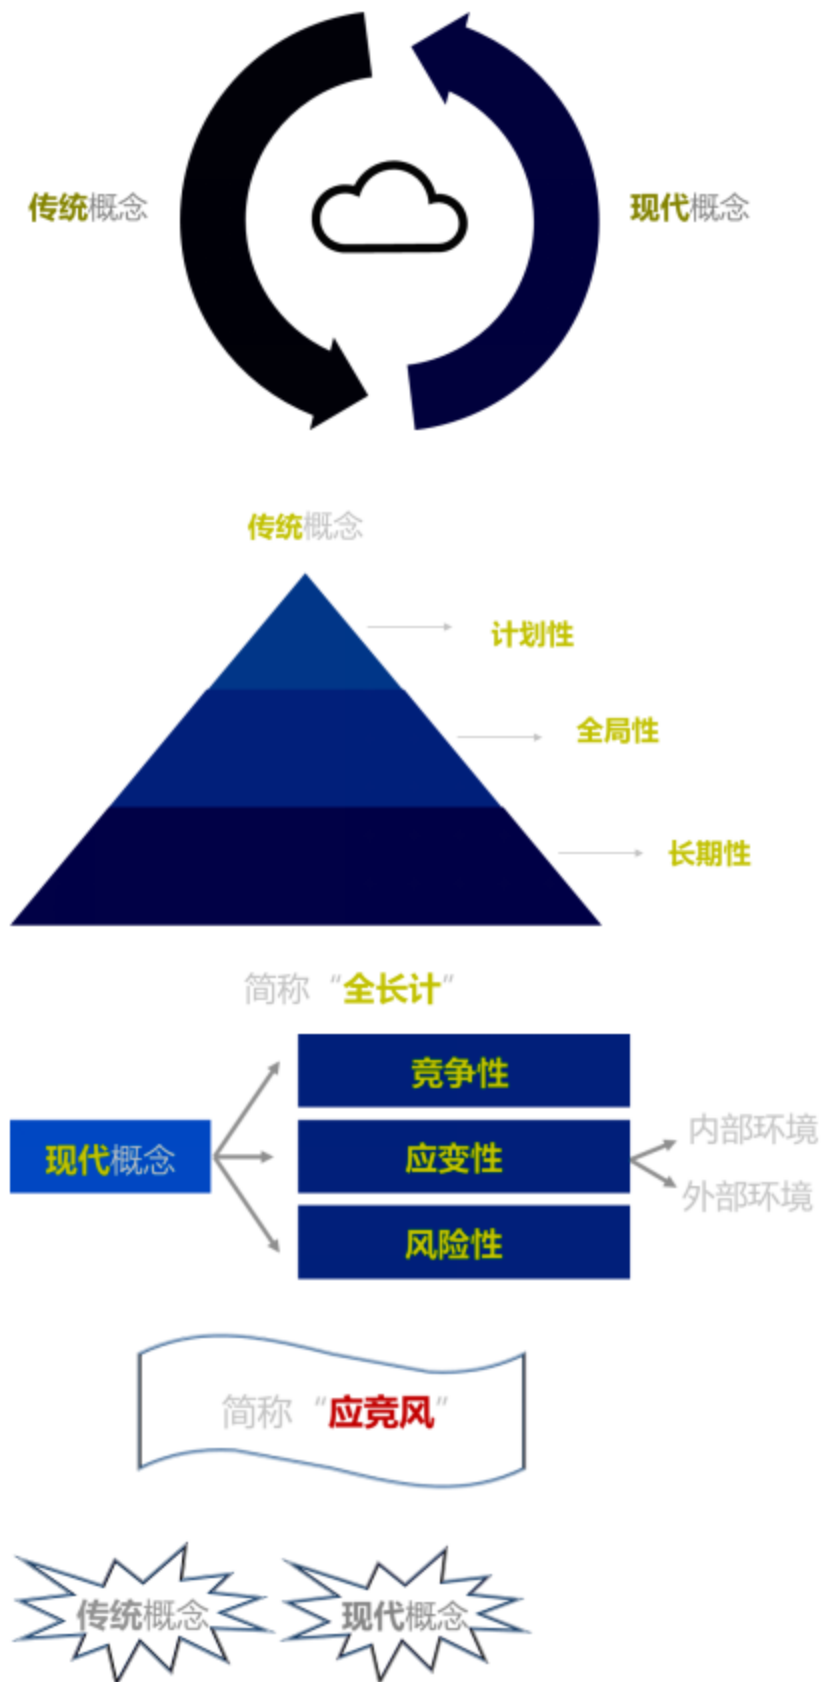 传统概念
现代概念
传统概念
计划性
全局性
长期性
简称“全长计”
竞争性
现代概念
应变性
内部环境
外部环境
风险性
简称“应竞风”
传统概念
现代概念